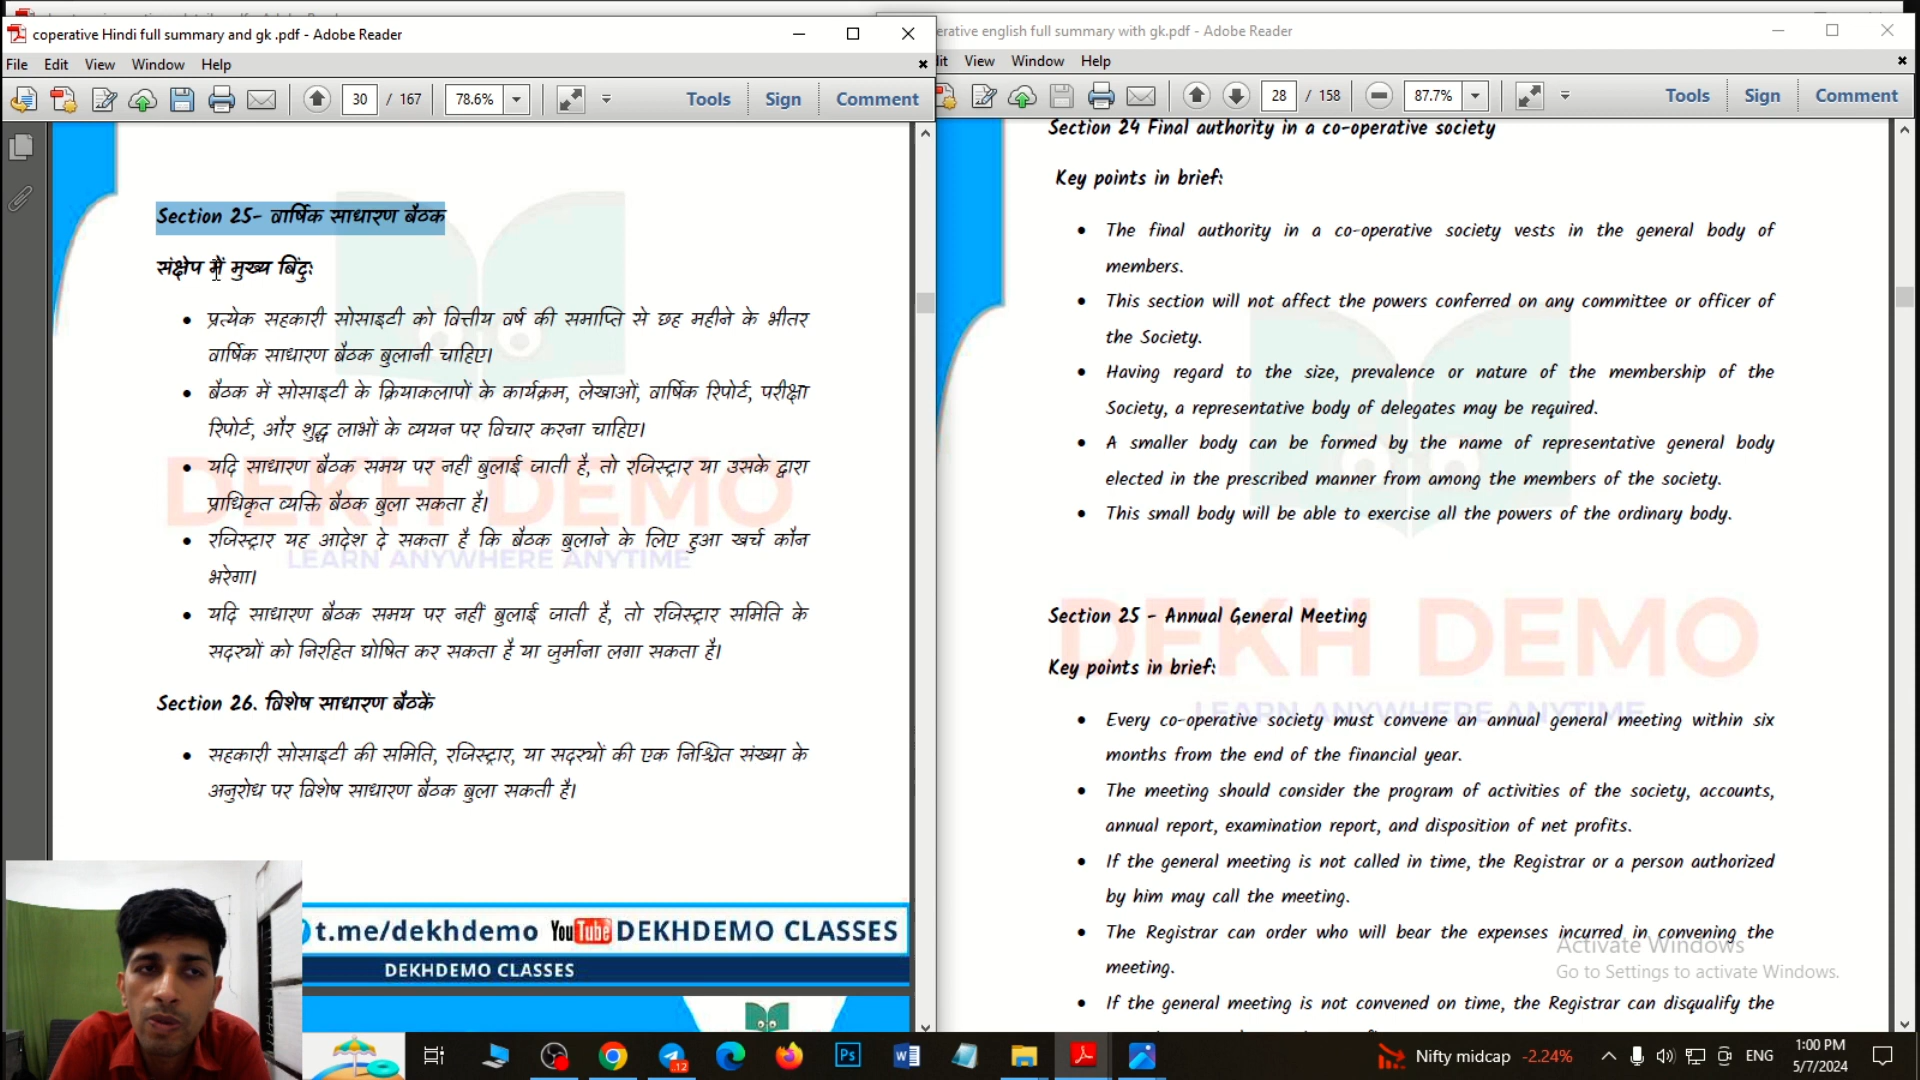 coperative Hindi full summary and gk .pdf - Adobe Reader
File Edit View Window Help
30 / 167 78.6% Tools Sign Comment
Section 25- वार्षिक साधारण बैठक
संक्षेप में मुख्य बिंदु:
• प्रत्येक सहकारी सोसाइटी को वित्तीय वर्ष की समाप्ति से छह महीने के भीतर
वार्षिक साधारण बैठक बुलानी चाहिए।
• बैठक में सोसाइटी के क्रियाकलापों के कार्यक्रम, लेखाओं, वार्षिक रिपोर्ट, परीक्षा
रिपोर्ट, और शुद्ध लाभों के व्ययन पर विचार करना चाहिए।
• यदि साधारण बैठक समय पर नहीं बुलाई जाती है, तो रजिस्ट्रार या उसके द्वारा
प्राधिकृत व्यक्ति बैठक बुला सकता है।
• रजिस्ट्रार यह आदेश दे सकता है कि बैठक बुलाने के लिए हुआ खर्च कौन
भरेगा।
• यदि साधारण बैठक समय पर नहीं बुलाई जाती है, तो रजिस्ट्रार समिति के
सदस्यों को निरहित घोषित कर सकता है या जुर्माना लगा सकता है।
Section 26. विशेष साधारण बैठकें
• सहकारी सोसाइटी की समिति, रजिस्ट्रार, या सदस्यों की एक निश्चित संख्या के
अनुरोध पर विशेष साधारण बैठक बुला सकती है।
DEKH DEMO
LEARN ANYWHERE ANYTIME
t.me/dekhdemo YouTube DEKHDEMO CLASSES
DEKHDEMO CLASSES
erative english full summary with gk.pdf - Adobe Reader
it View Window Help
28 / 158 87.7% Tools Sign Comment
Section 24 Final authority in a co-operative society
Key points in brief:
• The final authority in a co-operative society vests in the general body of
members.
• This section will not affect the powers conferred on any committee or officer of
the Society.
• Having regard to the size, prevalence or nature of the membership of the
Society, a representative body of delegates may be required.
• A smaller body can be formed by the name of representative general body
elected in the prescribed manner from among the members of the society.
• This small body will be able to exercise all the powers of the ordinary body.
Section 25 - Annual General Meeting
Key points in brief:
• Every co-operative society must convene an annual general meeting within six
months from the end of the financial year.
• The meeting should consider the program of activities of the society, accounts,
annual report, examination report, and disposition of net profits.
• If the general meeting is not called in time, the Registrar or a person authorized
by him may call the meeting.
• The Registrar can order who will bear the expenses incurred in convening the
meeting.
• If the general meeting is not convened on time, the Registrar can disqualify the
DEKH DEMO
LEARN ANYWHERE ANYTIME
Activate Windows
Go to Settings to activate Windows.
12 Ps Nifty midcap -2.24% ENG 1:00 PM
5/7/2024